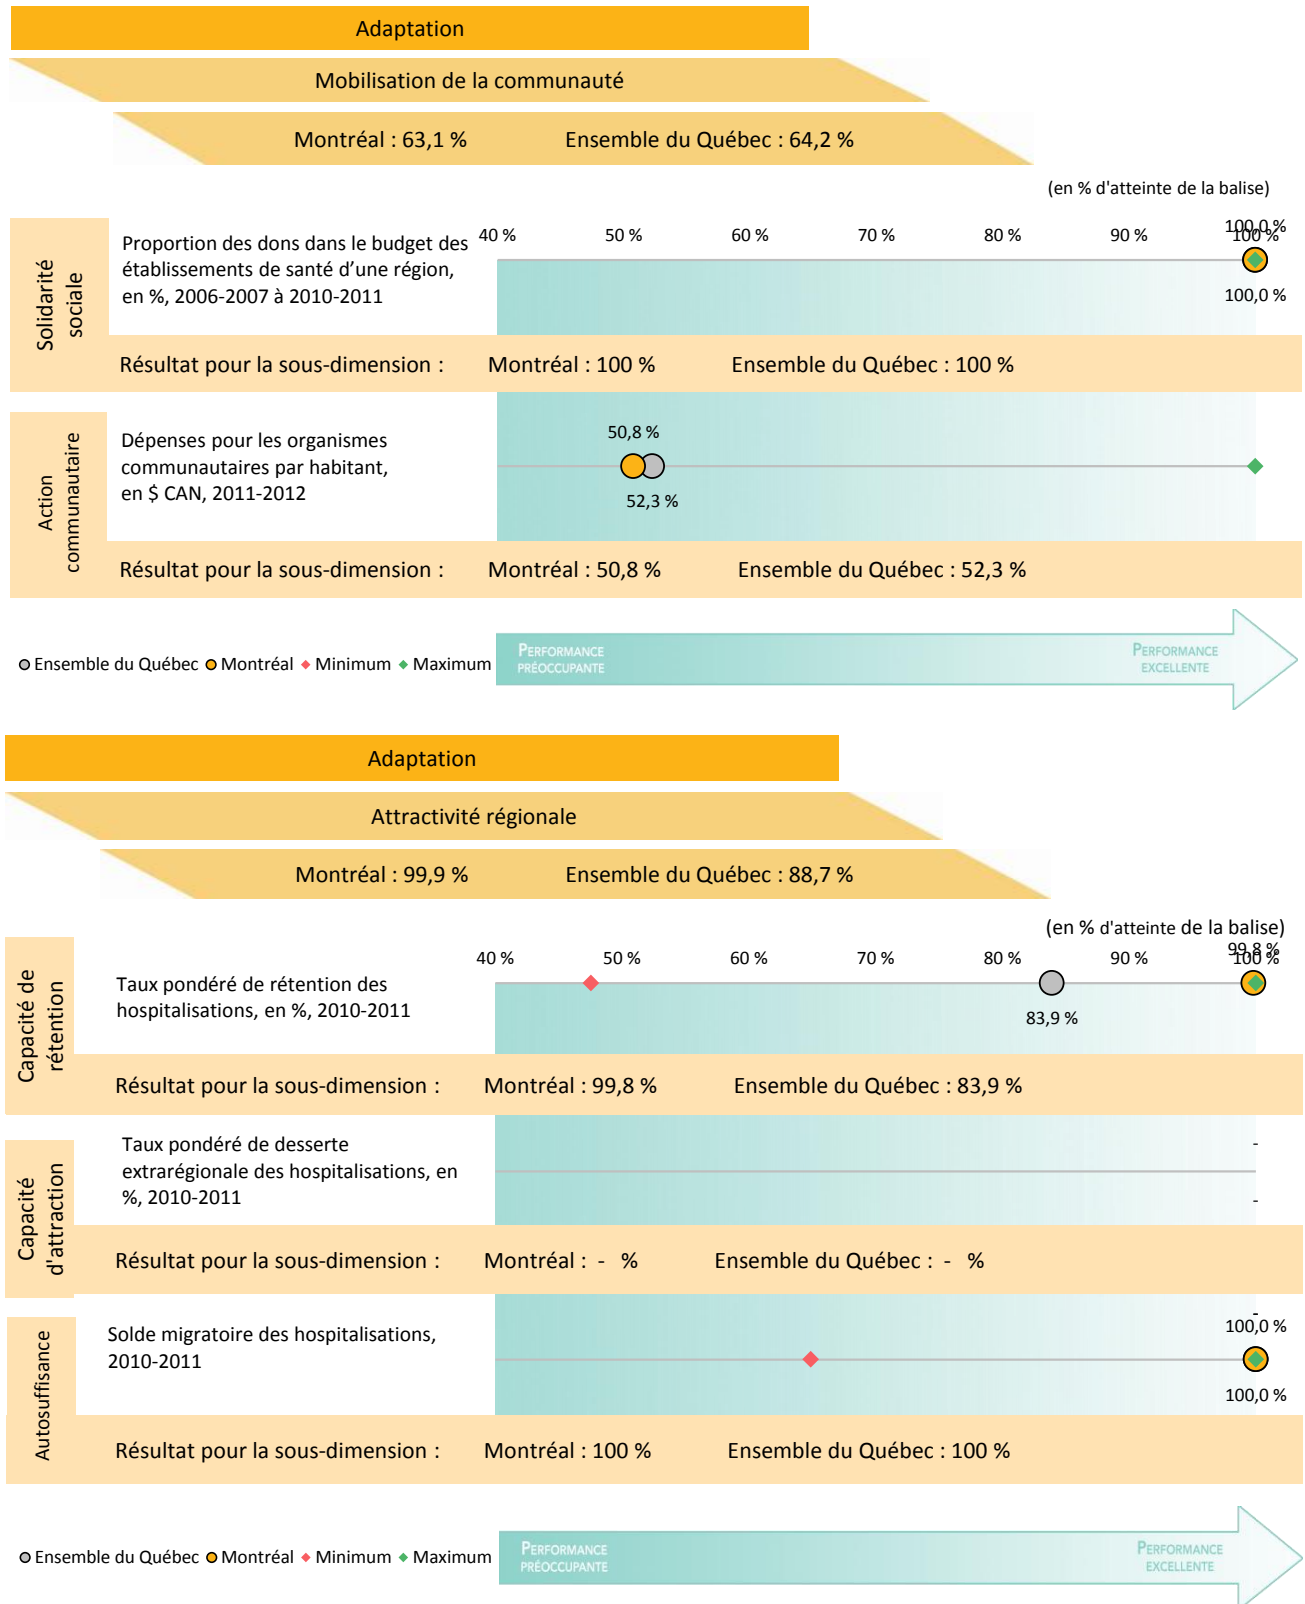 Adaptation
Mobilisation de la communauté
Montréal : 63,1 % Ensemble du Québec : 64,2 %
(en % d'atteinte de la balise)
40 % 50 % 60 % 70 % 80 % 90 % 100 %
100,0 %
Solidarité
sociale
Proportion des dons dans le budget des
établissements de santé d’une région,
en %, 2006-2007 à 2010-2011
100,0 %
Résultat pour la sous-dimension : Montréal : 100 % Ensemble du Québec : 100 %
Action
communautaire
Dépenses pour les organismes
communautaires par habitant,
en $ CAN, 2011-2012
50,8 %
52,3 %
Résultat pour la sous-dimension : Montréal : 50,8 % Ensemble du Québec : 52,3 %
Ensemble du Québec Montréal Minimum Maximum
PERFORMANCE
PRÉOCCUPANTE
PERFORMANCE
EXCELLENTE
Adaptation
Attractivité régionale
Montréal : 99,9 % Ensemble du Québec : 88,7 %
(en % d'atteinte de la balise)
40 % 50 % 60 % 70 % 80 % 90 % 100 %
99,8 %
Capacité de
rétention
Taux pondéré de rétention des
hospitalisations, en %, 2010-2011
83,9 %
Résultat pour la sous-dimension : Montréal : 99,8 % Ensemble du Québec : 83,9 %
Capacité
d'attraction
Taux pondéré de desserte
extrarégionale des hospitalisations, en
%, 2010-2011
-
-
Résultat pour la sous-dimension : Montréal : - % Ensemble du Québec : - %
Autosuffisance
Solde migratoire des hospitalisations,
2010-2011
-
100,0 %
100,0 %
Résultat pour la sous-dimension : Montréal : 100 % Ensemble du Québec : 100 %
Ensemble du Québec Montréal Minimum Maximum
PERFORMANCE
PRÉOCCUPANTE
PERFORMANCE
EXCELLENTE